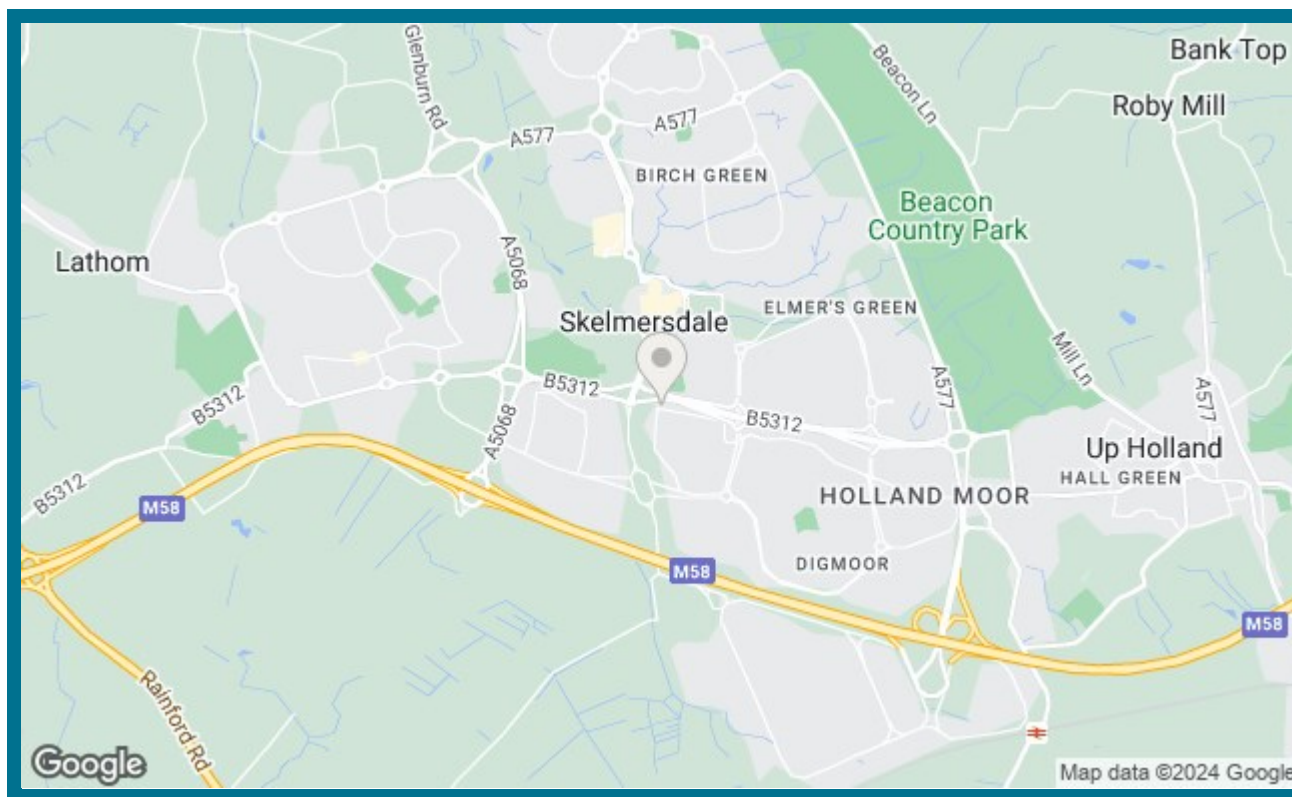 Bank Top
Glenburn Rd
Beacon Ln
Roby Mill
A577
A577
BIRCH GREEN
Beacon
Country Park
Lathom
A5068
ELMER'S GREEN
Skelmersdale
Mill Ln
B5312
B5312
A577
A577
B5312
A5068
Up Holland
HALL GREEN
B5312
M58
HOLLAND MOOR
DIGMOOR
M58
M58
Rainford Rd
Google
Map data ©2024 Google